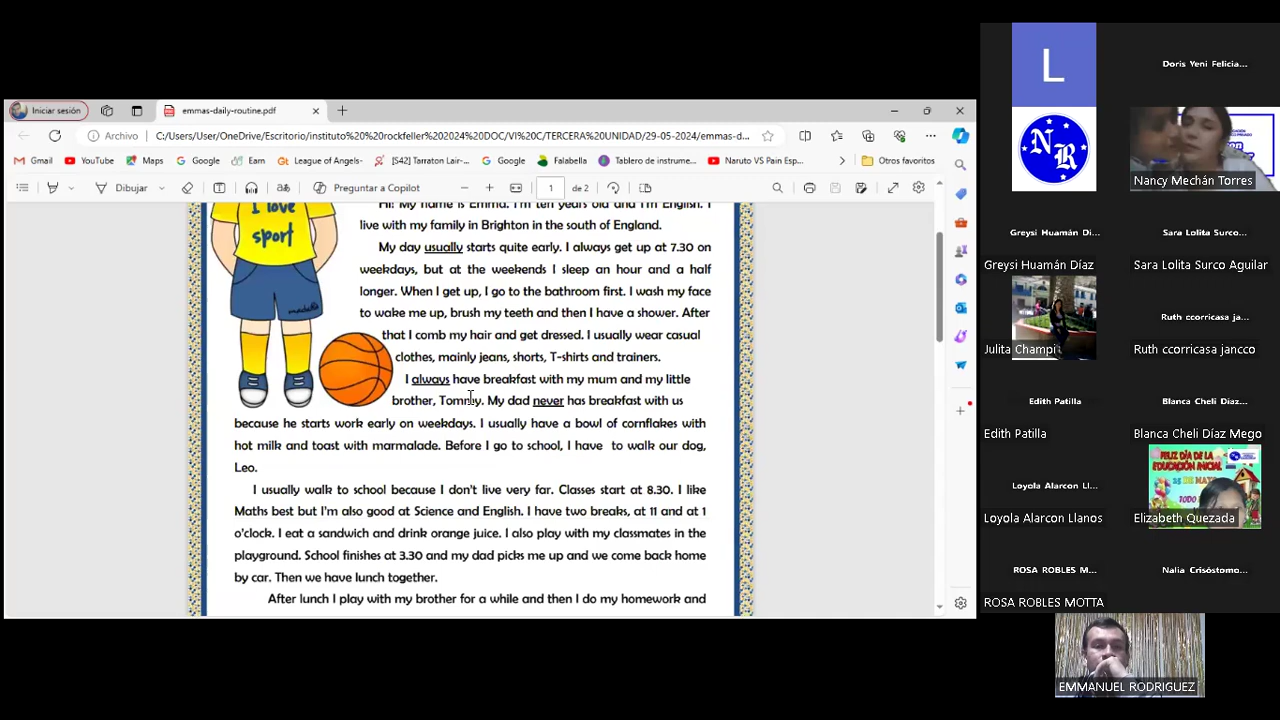 Iniciar sesión
emmas-daily-routine.pdf
Archivo
C:/Users/User/OneDrive/Escritorio/instituto%20%20rockfeller%202024%20DOC/VI%20C/TERCERA%20UNIDAD/29-05-2024/emmas-d...
Gmail
YouTube
Maps
Google
Earn
League of Angels-...
[S42] Tarraton Lair-...
Google
Falabella
Tablero de instrume...
Naruto VS Pain Esp...
Otros favoritos
Dibujar
Preguntar a Copilot
1
de 2
I love
sport
Hi! My name is Emma. I'm ten years old and I'm English. I
live with my family in Brighton in the south of England.
My day usually starts quite early. I always get up at 7.30 on
weekdays, but at the weekends I sleep an hour and a half
longer. When I get up, I go to the bathroom first. I wash my face
to wake me up, brush my teeth and then I have a shower. After
that I comb my hair and get dressed. I usually wear casual
clothes, mainly jeans, shorts, T-shirts and trainers.
I always have breakfast with my mum and my little
brother, Tommy. My dad never has breakfast with us
because he starts work early on weekdays. I usually have a bowl of cornflakes with
hot milk and toast with marmalade. Before I go to school, I have to walk our dog,
Leo.
I usually walk to school because I don't live very far. Classes start at 8.30. I like
Maths best but I'm also good at Science and English. I have two breaks, at 11 and at 1
o'clock. I eat a sandwich and drink orange juice. I also play with my classmates in the
playground. School finishes at 3.30 and my dad picks me up and we come back home
by car. Then we have lunch together.
After lunch I play with my brother for a while and then I do my homework and
L
Doris Yeni Felicia...
NR
Nancy Mechán Torres
Greysi Huamán Di...
Greysi Huamán Díaz
Sara Lolita Surco...
Sara Lolita Surco Aguilar
Julita Champi
Ruth ccorricasa ja...
Ruth ccorricasa jancco
Edith Patilla
Edith Patilla
Blanca Cheli Díaz...
Blanca Cheli Díaz Mego
Loyola Alarcon Ll...
Loyola Alarcon Llanos
FELIZ DÍA DE LA
EDUCACIÓN INICIAL
25 DE MAYO
Elizabeth Quezada
ROSA ROBLES M...
ROSA ROBLES MOTTA
Nalia Crisóstomo...
EMMANUEL RODRIGUEZ